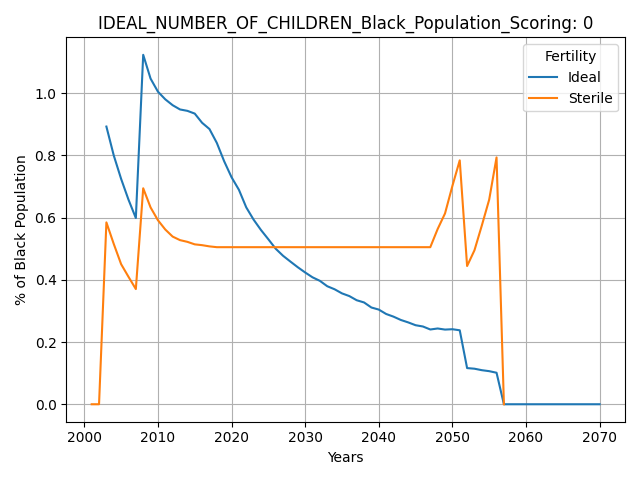 IDEAL_NUMBER_OF_CHILDREN_Black_Population_Scoring: 0
Fertility
Ideal
Sterile
% of Black Population
1.0
0.8
0.6
0.4
0.2
0.0
2000 2010 2020 2030 2040 2050 2060 2070
Years